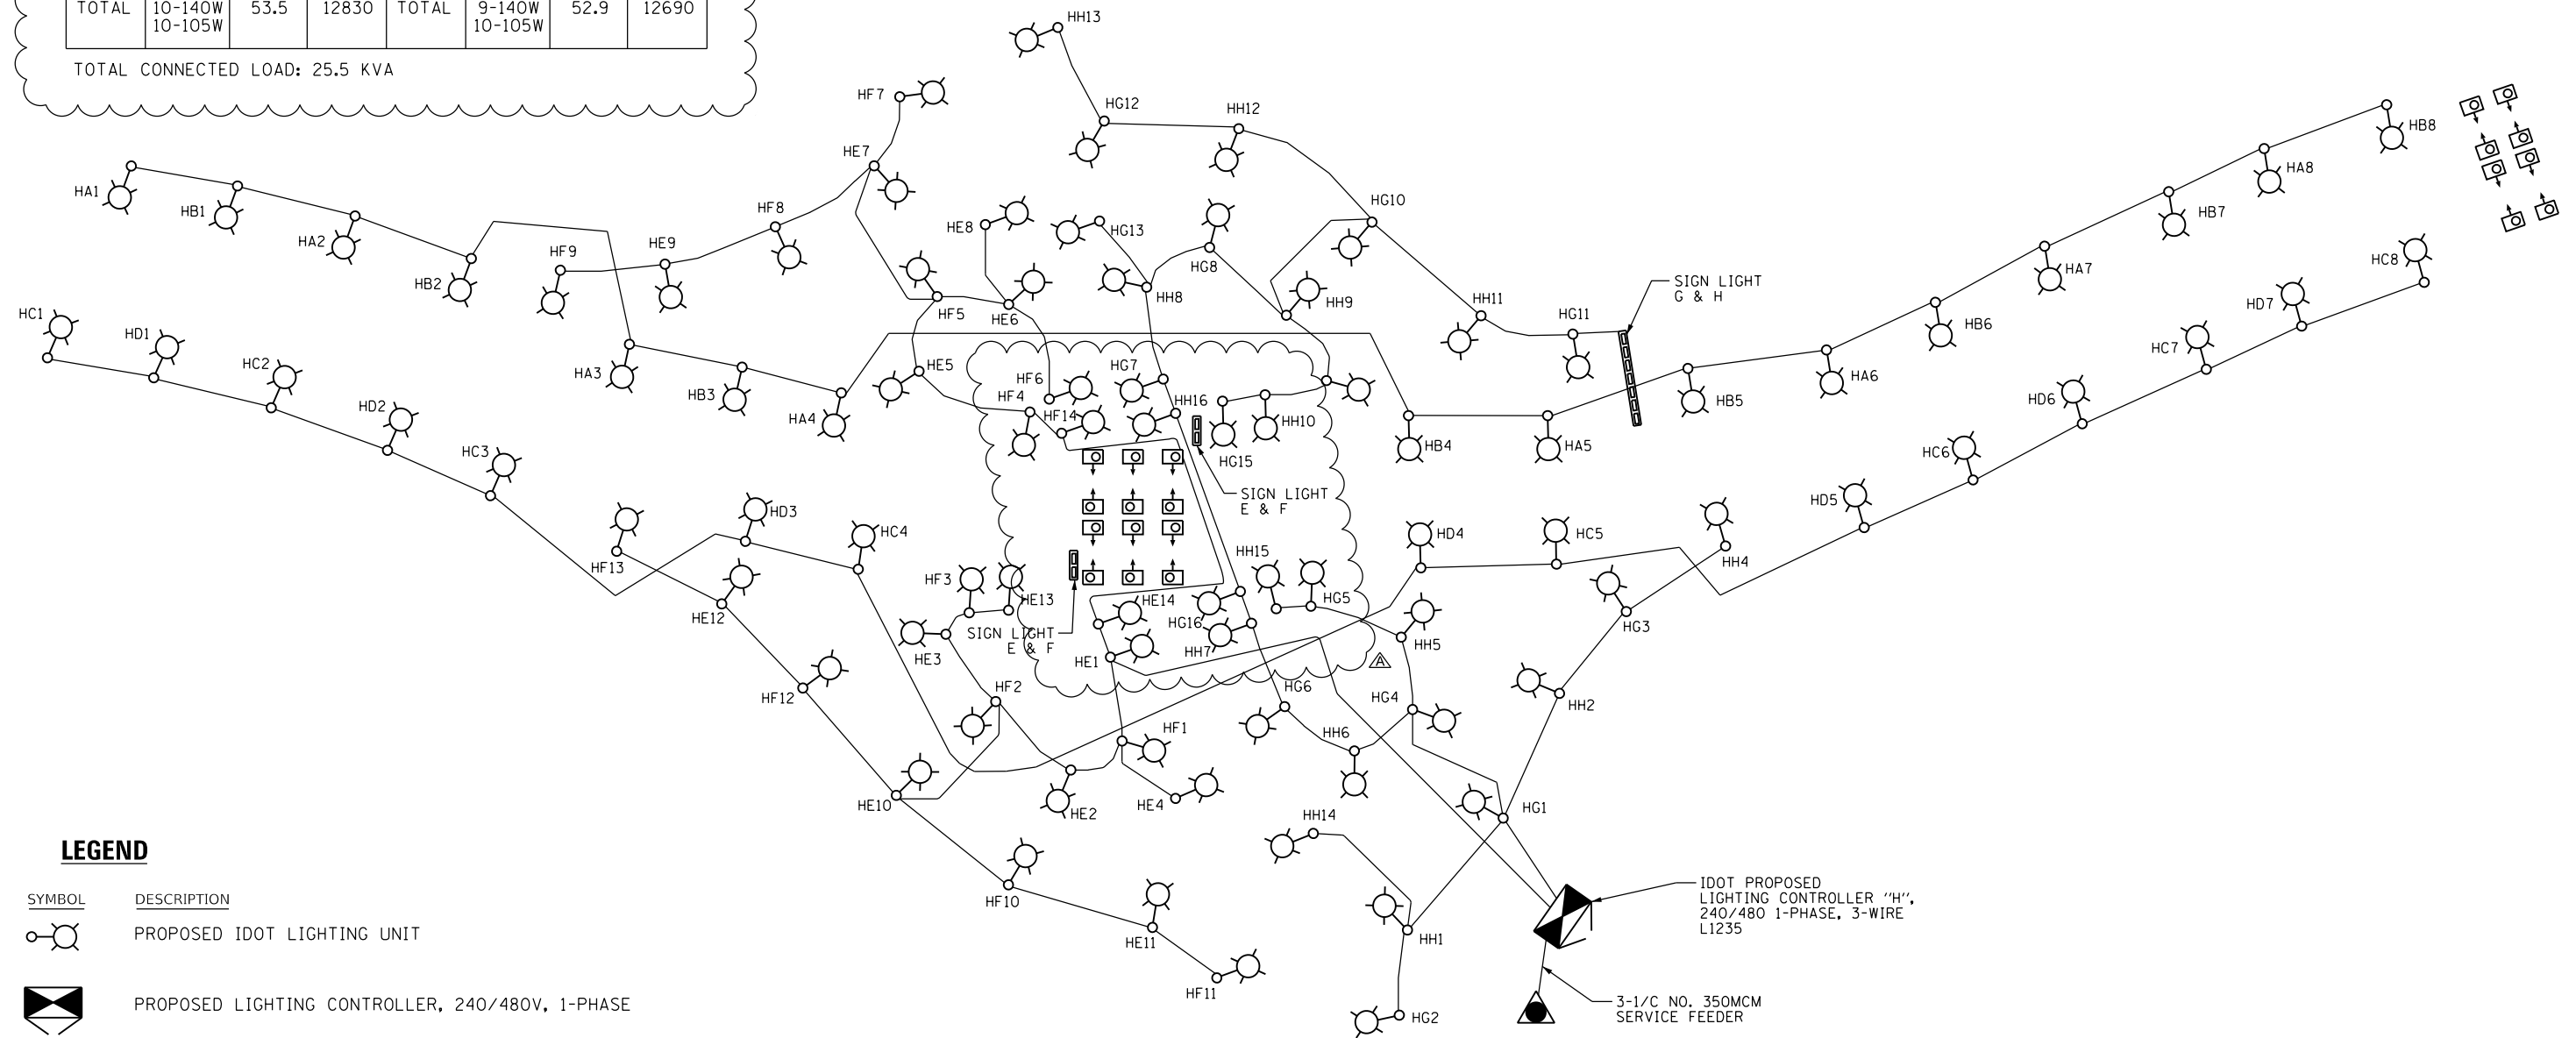 TOTAL 10-140W 53.5 12830 TOTAL 9-140W 52.9 12690
10-105W 10-105W
TOTAL CONNECTED LOAD: 25.5 KVA
HH13
HF7
HG12
HH12
HB8
HE7
HA8
HA1
HB1
HF8
HG10
HB7
HE8
HG13
HA2
HE9
HF9
HG8
HC8
HA7
HB2
HH8
SIGN LIGHT
G & H
HH9
HH11
HD7
HF5
HE6
HC1
HG11
HB6
HD1
HC7
HC2
HE5
HG7
HA3
HF6
HA6
HB3
HF4
HH16
HB5
HD6
HD2
HF14
HA4
HH10
HB4
HA5
HC3
HG15
HC6
SIGN LIGHT
E & F
HD5
HD3
HC4
HD4
HC5
HH15
HH4
HF13
HF3
HE13
HE14
HG5
HE12
HG16
HG3
SIGN LIGHT
E & F
HE3
HE1
HH7
HH5
A
HF2
HG6
HF12
HG4
HH2
HF1
HH6
HE10
HE2
HE4
HG1
HH14
LEGEND
HF10
IDOT PROPOSED
LIGHTING CONTROLLER "H",
240/480 1-PHASE, 3-WIRE
L1235
SYMBOL DESCRIPTION
PROPOSED IDOT LIGHTING UNIT
HE11
HH1
HF11
PROPOSED LIGHTING CONTROLLER, 240/480V, 1-PHASE
3-1/C NO. 350MCM
SERVICE FEEDER
HG2